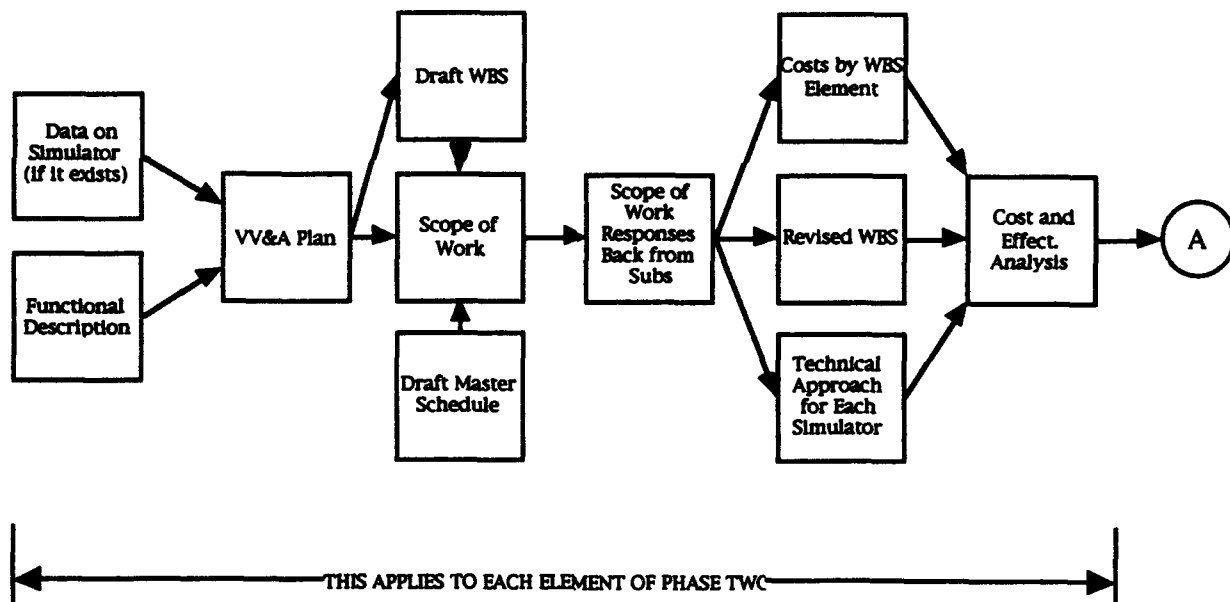 Data on
Simulator
(if it exists)
Functional
Description
VV&A Plan
Draft WBS
Scope of
Work
Draft Master
Schedule
Scope of
Work
Responses
Back from
Subs
Costs by WBS
Element
Revised WBS
Technical
Approach
for Each
Simulator
Cost and
Effect.
Analysis
A
THIS APPLIES TO EACH ELEMENT OF PHASE TWO